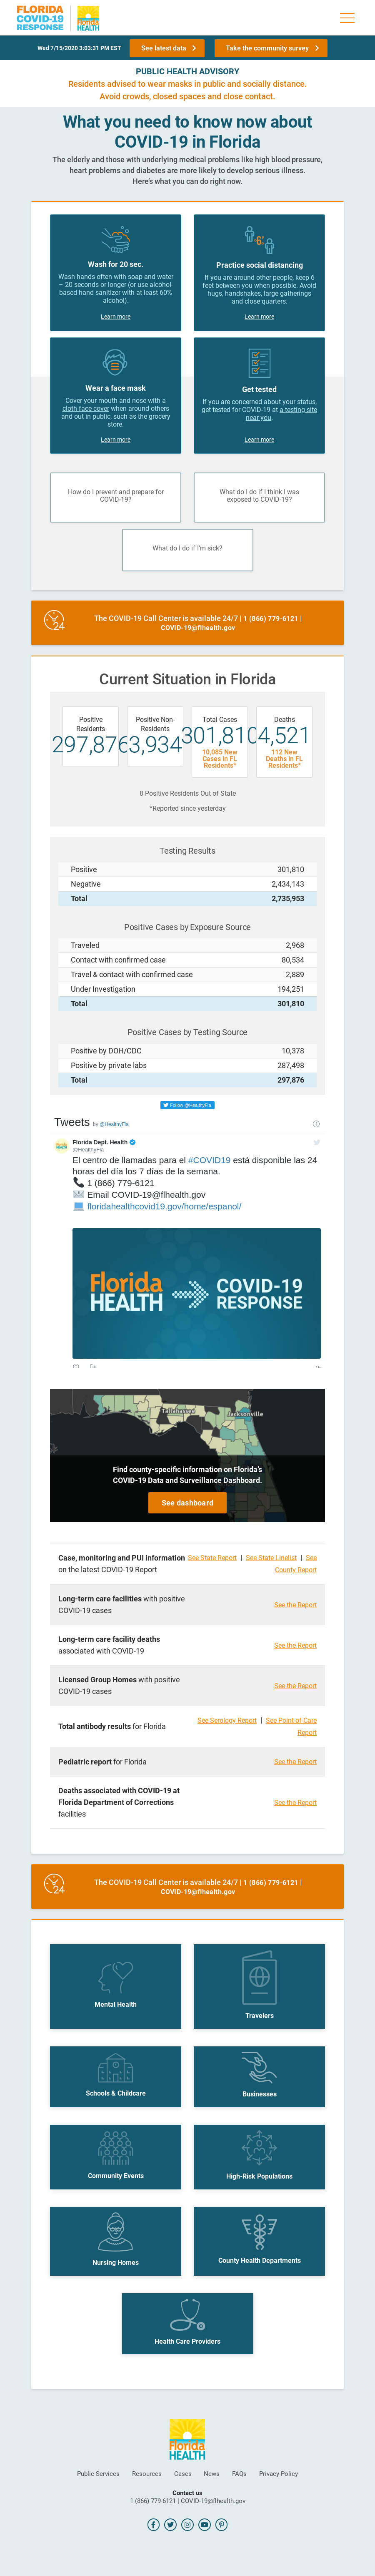 FLORIDA
COVID-19
RESPONSE
Florida
HEALTH
Wed 7/15/2020 3:03:31 PM EST
See latest data
Take the community survey
PUBLIC HEALTH ADVISORY
Residents advised to wear masks in public and socially distance.
Avoid crowds, closed spaces and close contact.
What you need to know now about
COVID-19 in Florida
The elderly and those with underlying medical problems like high blood pressure,
heart problems and diabetes are more likely to develop serious illness.
Here's what you can do right now.
Wash for 20 sec.
Wash hands often with soap and water
– 20 seconds or longer (or use alcohol-
based hand sanitizer with at least 60%
alcohol).
Learn more
6'
Practice social distancing
If you are around other people, keep 6
feet between you when possible. Avoid
hugs, handshakes, large gatherings
and close quarters.
Learn more
Wear a face mask
Cover your mouth and nose with a
cloth face cover when around others
and out in public, such as the grocery
store.
Learn more
Get tested
If you are concerned about your status,
get tested for COVID-19 at a testing site
near you.
Learn more
How do I prevent and prepare for
COVID-19?
What do I do if I think I was
exposed to COVID-19?
What do I do if I'm sick?
24
The COVID-19 Call Center is available 24/7 | 1 (866) 779-6121 |
COVID-19@flhealth.gov
Current Situation in Florida
Positive
Residents
297,876
Positive Non-
Residents
3,934
Total Cases
301,810
10,085 New
Cases in FL
Residents*
Deaths
4,521
112 New
Deaths in FL
Residents*
8 Positive Residents Out of State
*Reported since yesterday
Testing Results
Positive 301,810
Negative 2,434,143
Total 2,735,953
Positive Cases by Exposure Source
Traveled 2,968
Contact with confirmed case 80,534
Travel & contact with confirmed case 2,889
Under Investigation 194,251
Total 301,810
Positive Cases by Testing Source
Positive by DOH/CDC 10,378
Positive by private labs 287,498
Total 297,876
Follow @HealthyFla
Tweets by @HealthyFla
Florida Dept. Health
@HealthyFla
El centro de llamadas para el #COVID19 está disponible las 24
horas del día los 7 días de la semana.
1 (866) 779-6121
Email COVID-19@flhealth.gov
floridahealthcovid19.gov/home/espanol/
Florida
HEALTH
COVID-19
RESPONSE
Tallahassee
Jacksonville
Find county-specific information on Florida's
COVID-19 Data and Surveillance Dashboard.
See dashboard
Case, monitoring and PUI information
on the latest COVID-19 Report
See State Report | See State Linelist | See
County Report
Long-term care facilities with positive
COVID-19 cases
See the Report
Long-term care facility deaths
associated with COVID-19
See the Report
Licensed Group Homes with positive
COVID-19 cases
See the Report
Total antibody results for Florida
See Serology Report | See Point-of-Care
Report
Pediatric report for Florida
See the Report
Deaths associated with COVID-19 at
Florida Department of Corrections
facilities
See the Report
24
The COVID-19 Call Center is available 24/7 | 1 (866) 779-6121 |
COVID-19@flhealth.gov
Mental Health
Travelers
Schools & Childcare
Businesses
Community Events
High-Risk Populations
Nursing Homes
County Health Departments
Health Care Providers
Florida
HEALTH
Public Services
Resources
Cases
News
FAQs
Privacy Policy
Contact us
1 (866) 779-6121 | COVID-19@flhealth.gov